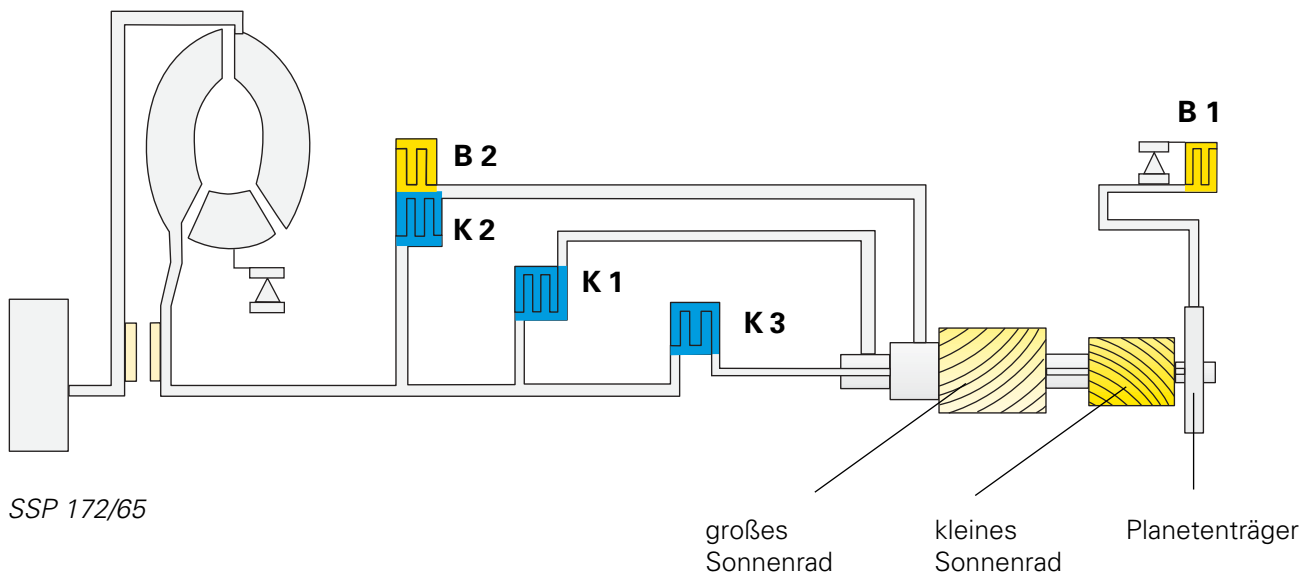 B 1
B 2
K 2
K 1
K 3
SSP 172/65
großes
Sonnenrad
kleines
Sonnenrad
Planetenträger